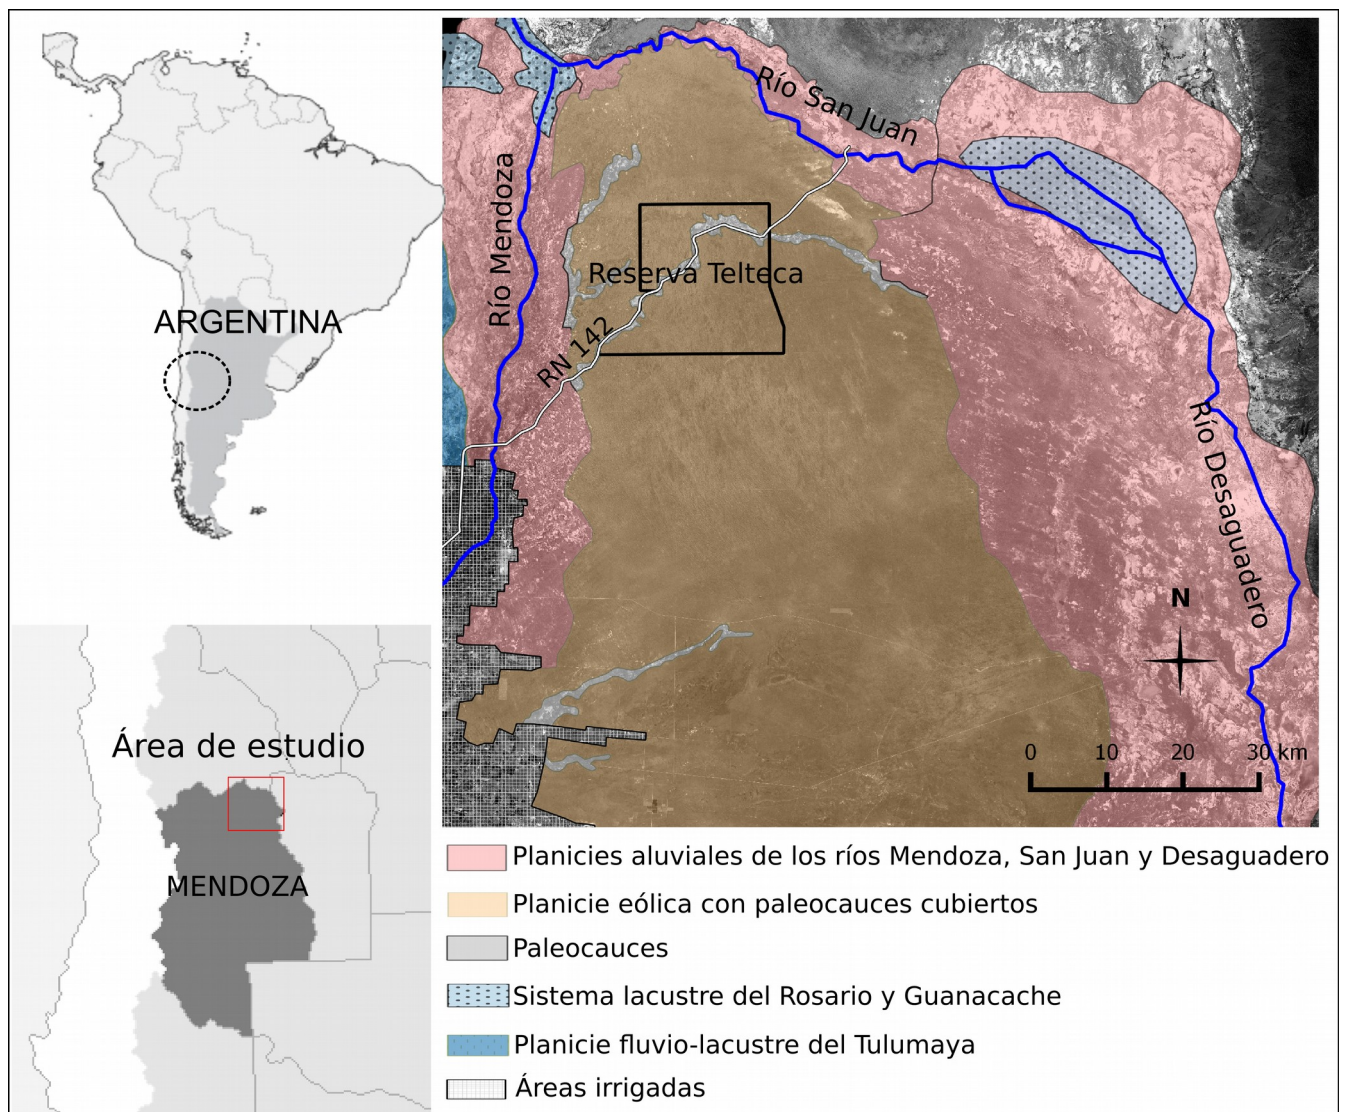 ARGENTINA
Área de estudio
MENDOZA
Río San Juan
Río Mendoza
Reserva Telteca
RN 142
Río Desaguadero
N
0 10 20 30 km
Planicies aluviales de los ríos Mendoza, San Juan y Desaguadero
Planicie eólica con paleocauces cubiertos
Paleocauces
Sistema lacustre del Rosario y Guanacache
Planicie fluvio-lacustre del Tulumaya
Áreas irrigadas